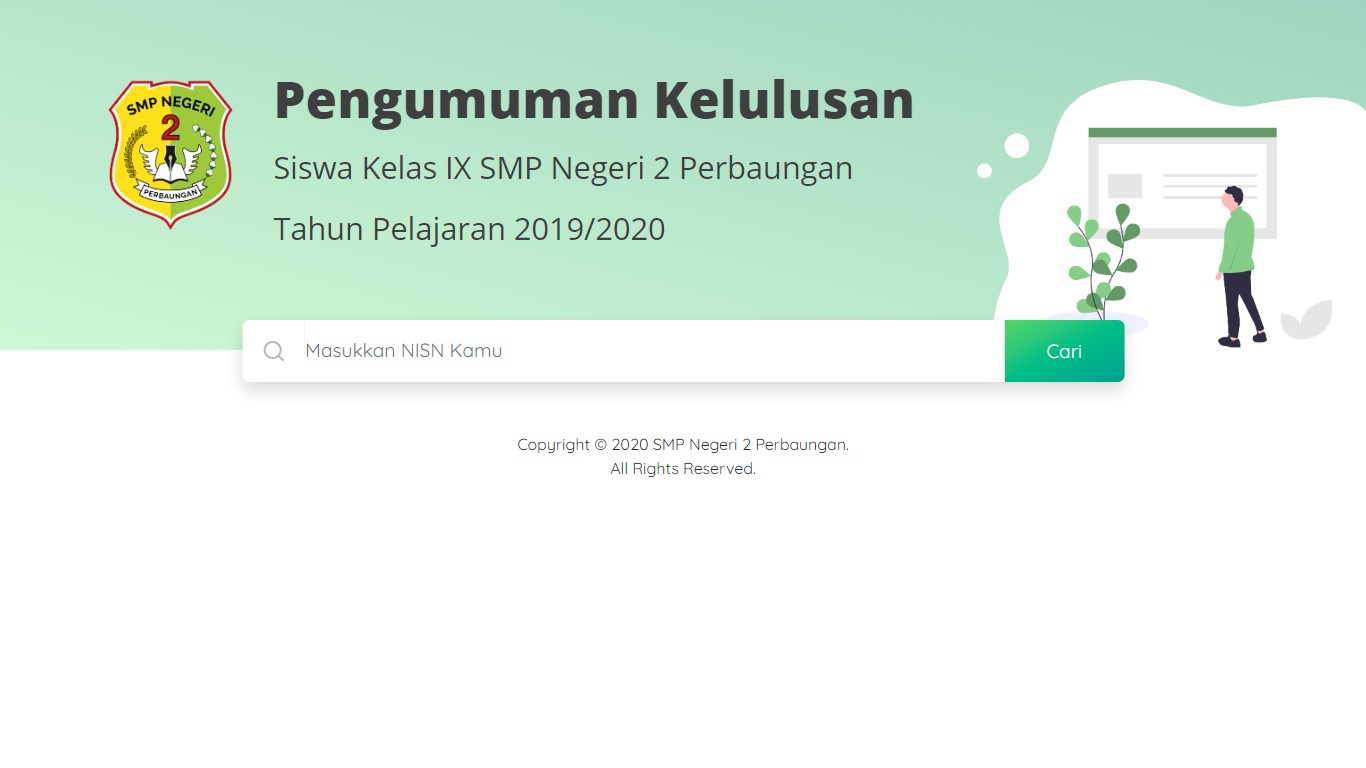 SMP NEGERI
2
PERBAUNGAN
Pengumuman Kelulusan
Siswa Kelas IX SMP Negeri 2 Perbaungan
Tahun Pelajaran 2019/2020
Masukkan NISN Kamu
Cari
Copyright © 2020 SMP Negeri 2 Perbaungan.
All Rights Reserved.